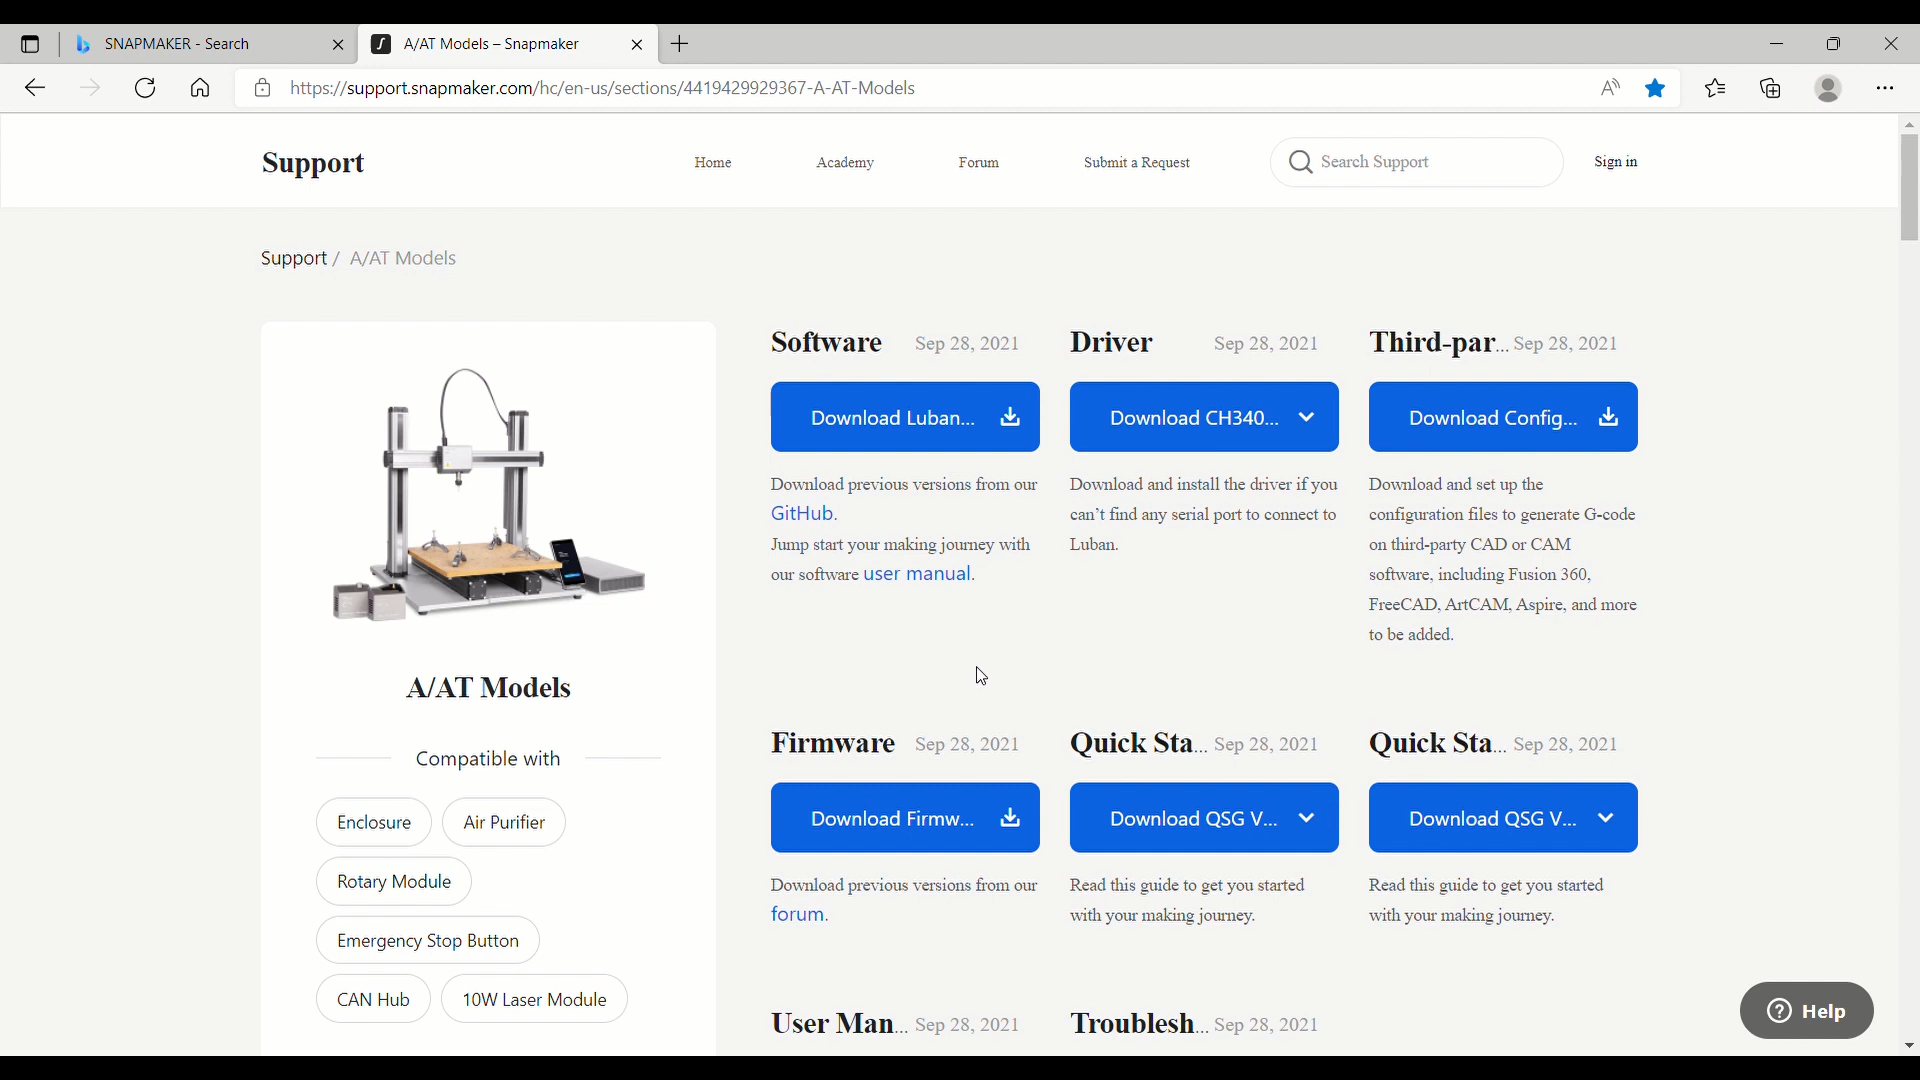 SNAPMAKER - Search
A/AT Models – Snapmaker
https://support.snapmaker.com/hc/en-us/sections/4419429929367-A-AT-Models
Support
Home
Academy
Forum
Submit a Request
Search Support
Sign in
Support / A/AT Models
A/AT Models
Compatible with
Enclosure
Air Purifier
Rotary Module
Emergency Stop Button
CAN Hub
10W Laser Module
Software Sep 28, 2021
Download Luban...
Download previous versions from our
GitHub.
Jump start your making journey with
our software user manual.
Driver Sep 28, 2021
Download CH340...
Download and install the driver if you
can't find any serial port to connect to
Luban.
Third-par... Sep 28, 2021
Download Config...
Download and set up the
configuration files to generate G-code
on third-party CAD or CAM
software, including Fusion 360,
FreeCAD, ArtCAM, Aspire, and more
to be added.
Firmware Sep 28, 2021
Download Firmw...
Download previous versions from our
forum.
Quick Sta... Sep 28, 2021
Download QSG V...
Read this guide to get you started
with your making journey.
Quick Sta... Sep 28, 2021
Download QSG V...
Read this guide to get you started
with your making journey.
User Man... Sep 28, 2021
Troublesh... Sep 28, 2021
Help